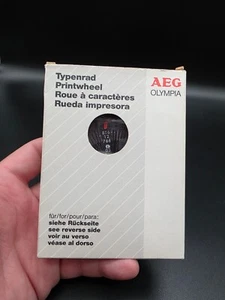 Typenrad
Printwheel
Roue à caractères
Rueda impresora
AEG
OLYMPIA
für/for/pour/para:
siehe Rückseite
see reverse side
voir au verso
véase al dorso